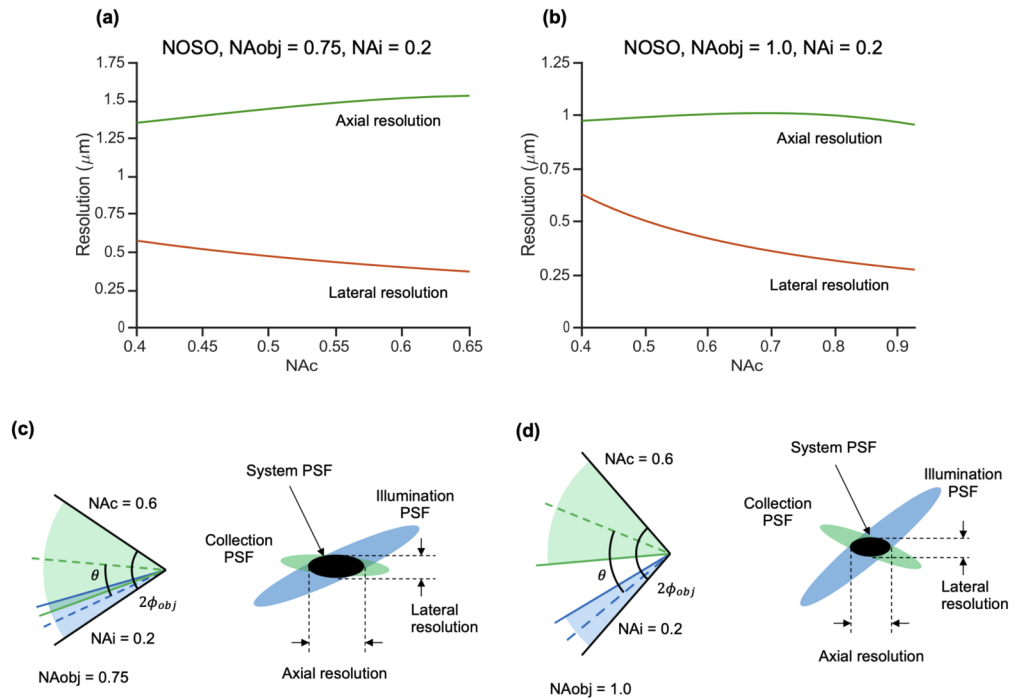 (a)
NOSO, NAobj = 0.75, NAi = 0.2
Resolution (μm)
1.75
1.5
1.25
1
0.75
0.5
0.25
0
0.4
0.45
0.5
0.55
0.6
0.65
NAc
Axial resolution
Lateral resolution
(b)
NOSO, NAobj = 1.0, NAi = 0.2
Resolution (μm)
1.25
1
0.75
0.5
0.25
0
0.4
0.5
0.6
0.7
0.8
0.9
NAc
Axial resolution
Lateral resolution
(c)
NAc = 0.6
θ
2ϕobj
NAi = 0.2
NAobj = 0.75
System PSF
Illumination
PSF
Collection
PSF
Lateral
resolution
Axial resolution
(d)
NAc = 0.6
θ
2ϕobj
NAi = 0.2
NAobj = 1.0
System PSF
Illumination
PSF
Collection
PSF
Lateral
resolution
Axial resolution